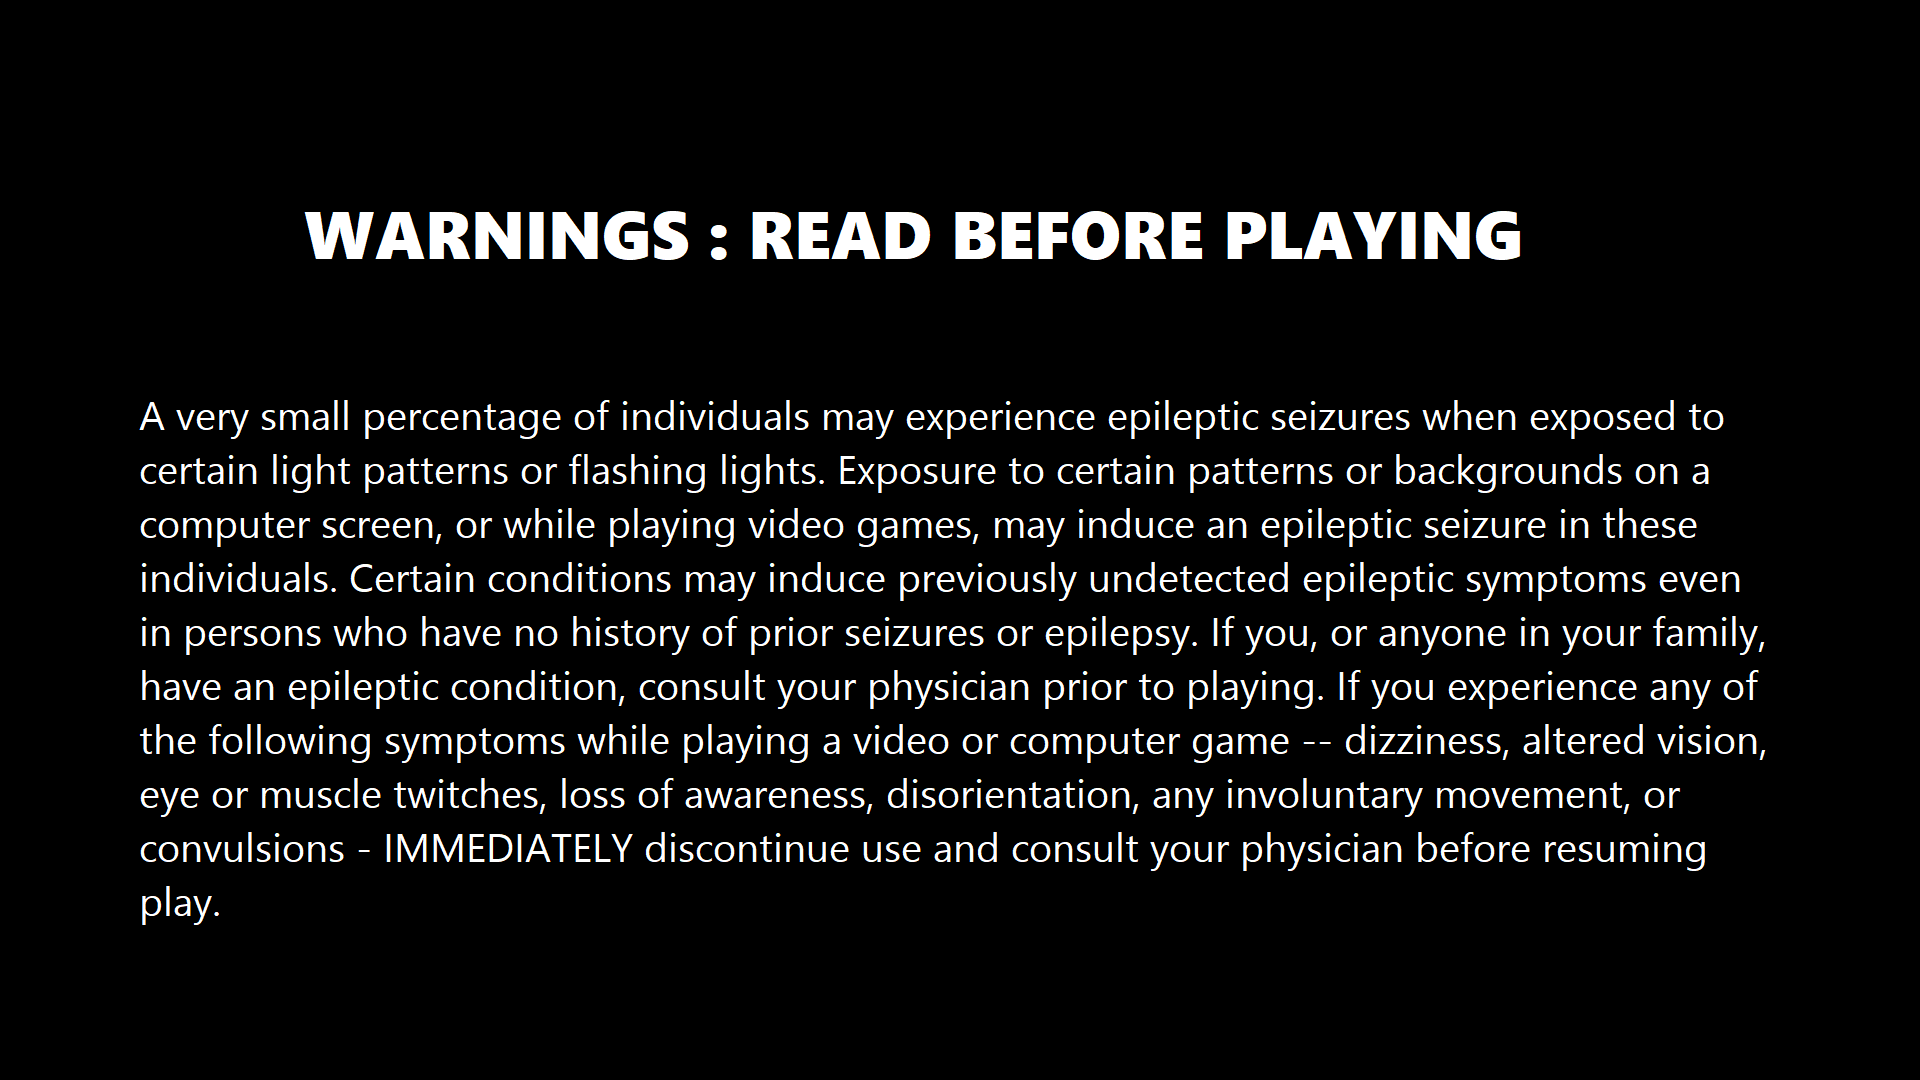 WARNINGS : READ BEFORE PLAYING
A very small percentage of individuals may experience epileptic seizures when exposed to
certain light patterns or flashing lights. Exposure to certain patterns or backgrounds on a
computer screen, or while playing video games, may induce an epileptic seizure in these
individuals. Certain conditions may induce previously undetected epileptic symptoms even
in persons who have no history of prior seizures or epilepsy. If you, or anyone in your family,
have an epileptic condition, consult your physician prior to playing. If you experience any of
the following symptoms while playing a video or computer game -- dizziness, altered vision,
eye or muscle twitches, loss of awareness, disorientation, any involuntary movement, or
convulsions - IMMEDIATELY discontinue use and consult your physician before resuming
play.